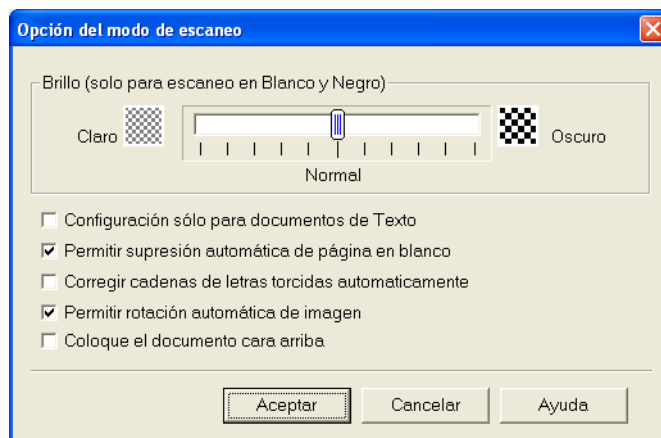 Opción del modo de escaneo
Brillo (solo para escaneo en Blanco y Negro)
Claro
Oscuro
Normal
Configuración sólo para documentos de Texto
Permitir supresión automática de página en blanco
Corregir cadenas de letras torcidas automaticamente
Permitir rotación automática de imagen
Coloque el documento cara arriba
Aceptar Cancelar Ayuda